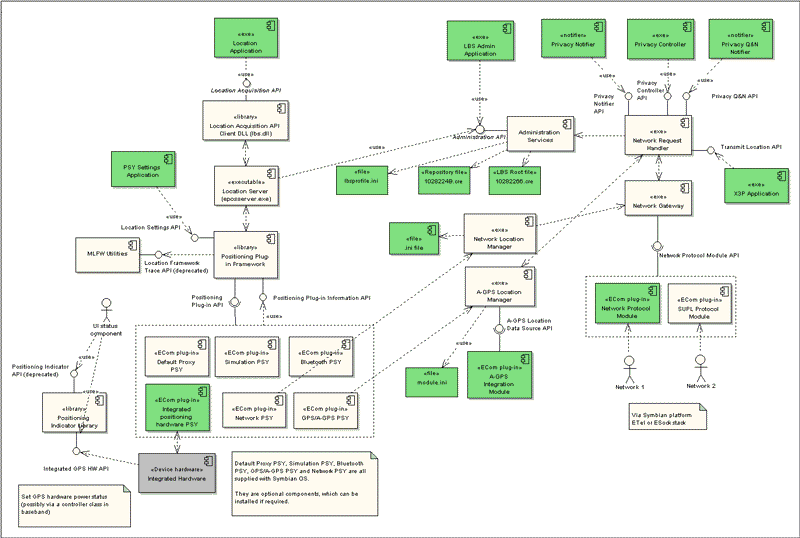 «exe»
Location
Application
«use»
Location Acquisition API
«library»
Location Acquisition API
Client DLL (lbs.dll)
«executable»
Location Server
(eposserver.exe)
PSY Settings
Application
«use»
Location Settings API
MLFW Utilities
Location Framework
Trace API (deprecated)
«library»
Positioning Plug-
in Framework
Positioning
Plug-in API
Positioning Plug-in Information API
«use»
UI status
component
Positioning Indicator
API (deprecated)
«use»
«library»
Positioning
Indicator Library
Integrated GPS HW API
«ECom plug-in»
Default Proxy
PSY
«ECom plug-in»
Simulation PSY
«ECom plug-in»
Bluetooth PSY
«ECom plug-in»
Integrated
positioning
hardware PSY
«ECom plug-in»
Network PSY
«ECom plug-in»
GPS/A-GPS PSY
«Device hardware»
Integrated Hardware
Set GPS hardware power status
(possibly via a controller class in
baseband)
Default Proxy PSY, Simulation PSY, Bluetooth
PSY, GPS/A-GPS PSY and Network PSY are all
supplied with Symbian OS.
They are optional components, which can be
installed if required.
«exe»
LBS Admin
Application
«use»
«use»
Administration API
Administration
Services
«file»
lbsprofile.ini
«Repository file»
10282249.cre
«LBS Root file»
10282266.cre
«notifier»
Privacy Notifier
«exe»
Privacy Controller
«notifier»
Privacy Q&N
Notifier
«use»
«use»
«use»
Privacy
Notifier
API
Privacy
Controller
API
Privacy Q&N API
«exe»
Network Request
Handler
Transmit Location API
«use»
«exe»
X3P Application
«exe»
Network Gateway
Network Protocol Module API
«file»
.ini file
«exe»
Network Location
Manager
«exe»
A-GPS Location
Manager
«use»
A-GPS Location
Data Source API
«file»
module.ini
«ECom plug-in»
A-GPS
Integration
Module
«ECom plug-in»
Network Protocol
Module
«ECom plug-in»
SUPL Protocol
Module
Network 1
Network 2
Via Symbian platform
ETel or ESock stack